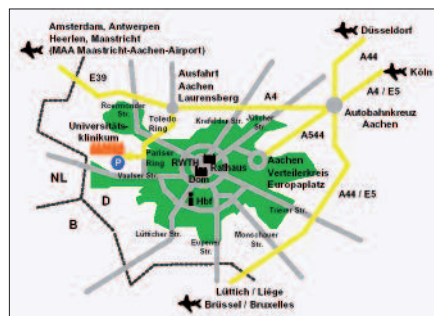 Amsterdam, Antwerpen
Heerlen, Maastricht
(MAA Maastricht-Aachen-Airport)
Düsseldorf
A44
Köln
E39
Ausfahrt
Aachen
Laurensberg
A4
A4 / E5
Roermonder
Str.
Toledo
Ring
Krefelder Str.
Jülicher
Str.
Autobahnkreuz
Aachen
Universitäts-
klinikum
A544
P
Pariser
Ring
RWTH
Rathaus
Aachen
Verteilerkreis
Europaplatz
Vaalser Str.
Dom
NL
D
B
i
Hbf
A44 / E5
Trierer Str.
Lütticher
Str.
Eupener
Str.
Monschauer
Str.
Lüttich / Liége
Brüssel / Bruxelles